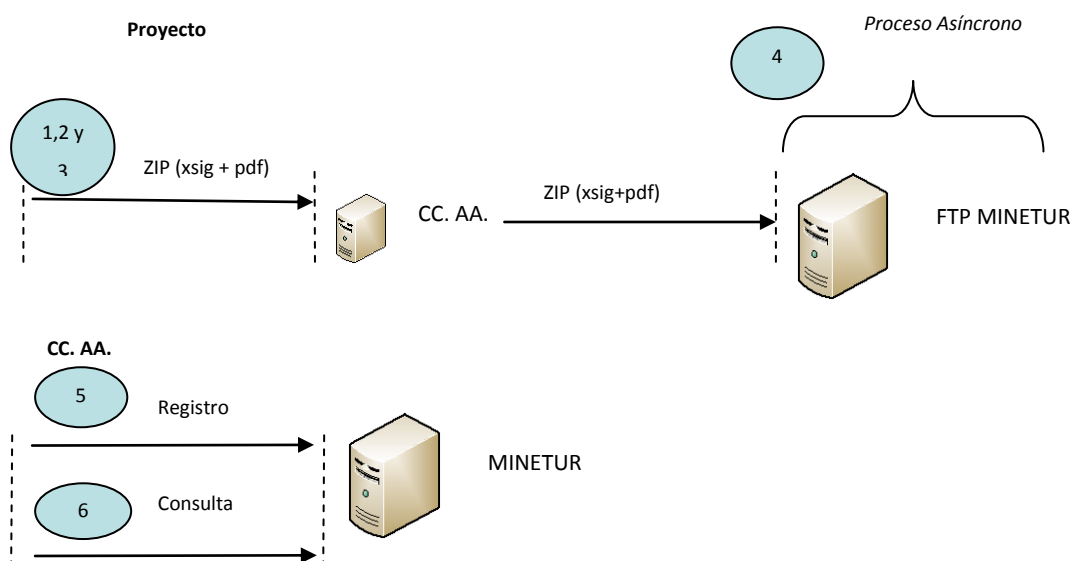 Proyecto
Proceso Asíncrono
4
1,2 y
3
ZIP (xsig + pdf)
ZIP (xsig+pdf)
CC. AA.
FTP MINETUR
CC. AA.
5
Registro
MINETUR
6
Consulta